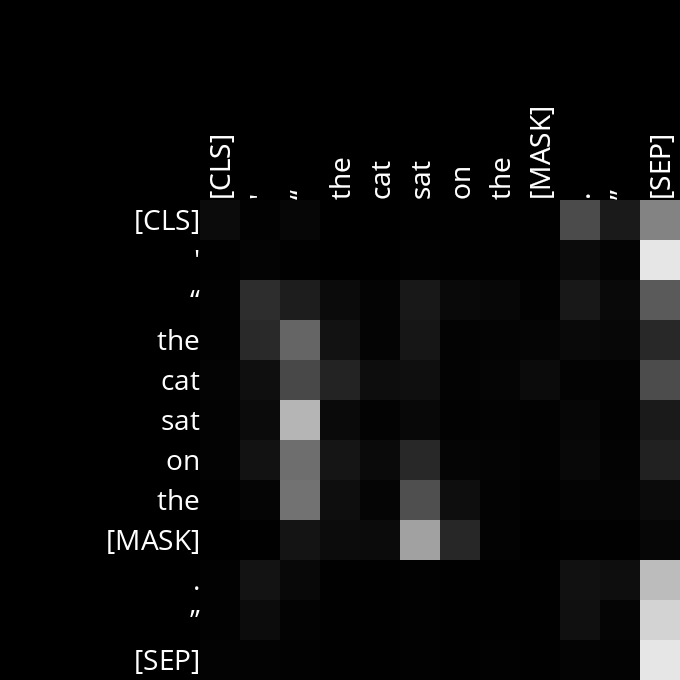 [CLS] ' “ the cat sat on the [MASK] . ” [SEP]
[CLS]
'
“
the
cat
sat
on
the
[MASK]
.
”
[SEP]